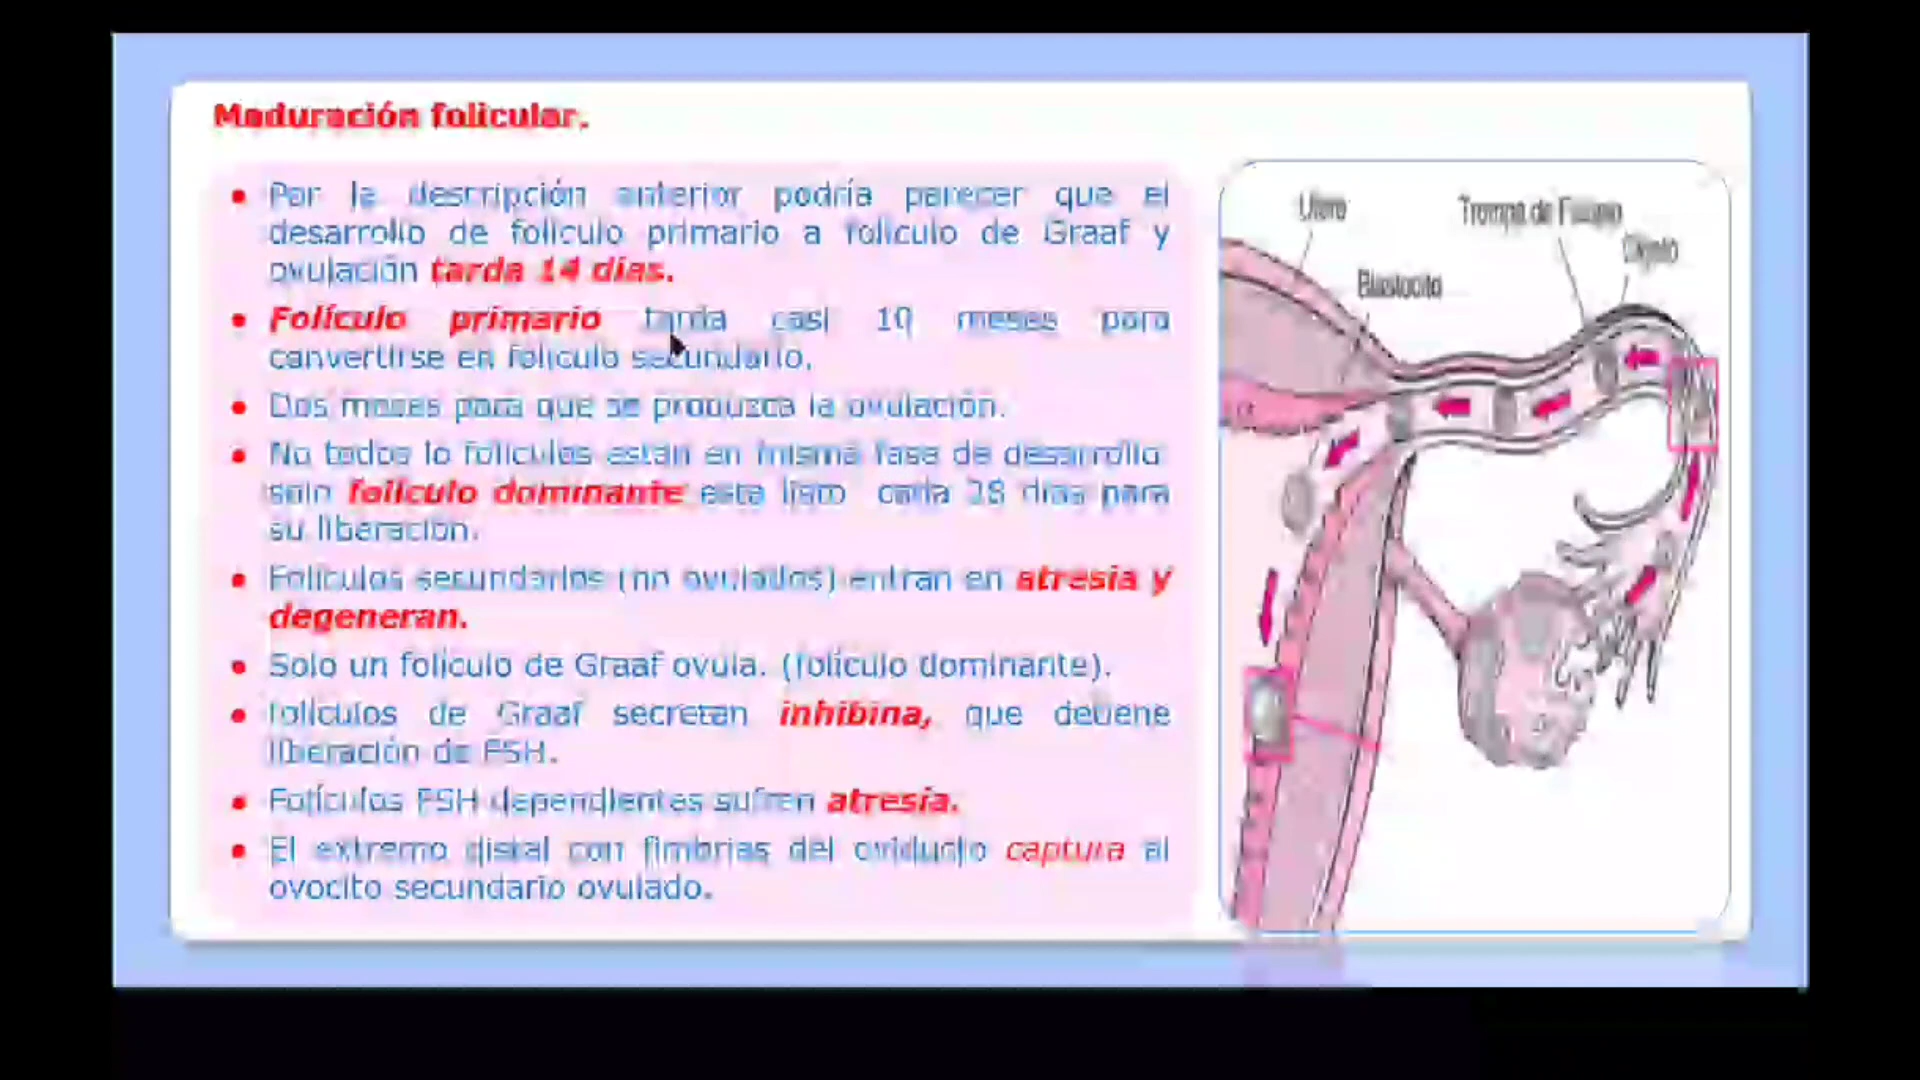 Maduración folicular.
• Por la descripción anterior podría parecer que el
desarrollo de folículo primario a folículo de Graaf y
ovulación tarda 14 días.
• Folículo primario tarda casi 10 meses para
convertirse en folículo secundario.
• Dos meses para que se produzca la ovulación.
• No todos lo folículos están en misma fase de desarrollo
solo folículo dominante esta listo cada 28 días para
su liberación.
• Folículos secundarios (no ovulados) entran en atresia y
degeneran.
• Solo un folículo de Graaf ovula. (folículo dominante).
• folículos de Graaf secretan inhibina, que detiene
liberación de FSH.
• Folículos FSH dependientes sufren atresia.
• El extremo distal con fimbrias del oviducto captura al
ovocito secundario ovulado.
Útero
Trompa de Falopio
Blastocito